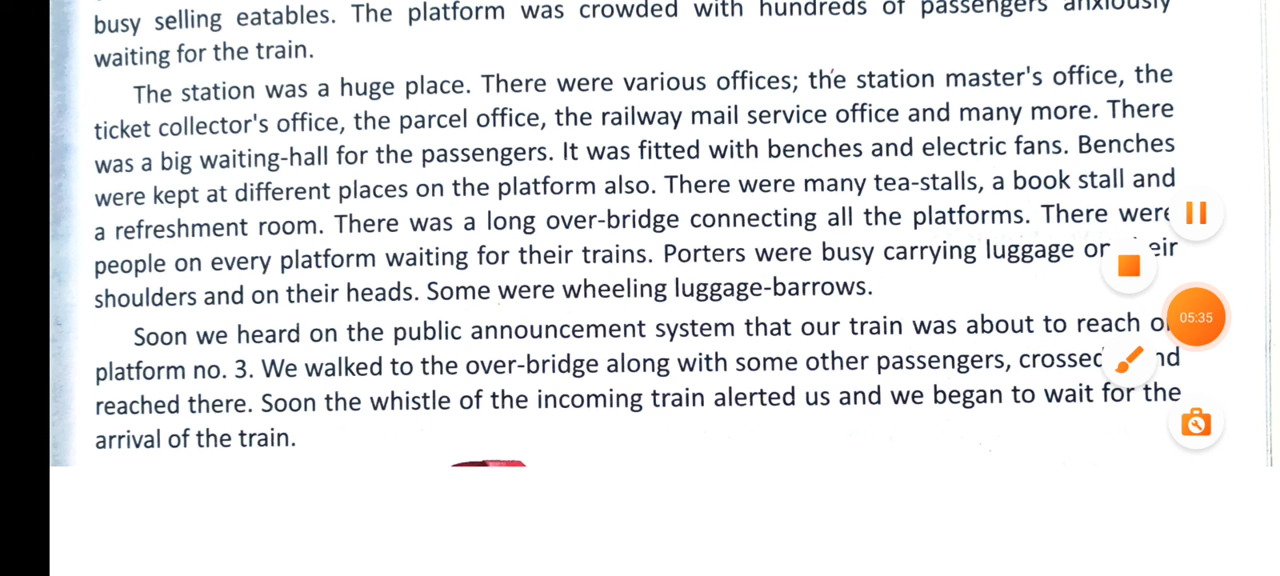 busy selling eatables. The platform was crowded with hundreds of passengers anxiously
waiting for the train.
The station was a huge place. There were various offices; the station master's office, the
ticket collector's office, the parcel office, the railway mail service office and many more. There
was a big waiting-hall for the passengers. It was fitted with benches and electric fans. Benches
were kept at different places on the platform also. There were many tea-stalls, a book stall and
a refreshment room. There was a long over-bridge connecting all the platforms. There were
people on every platform waiting for their trains. Porters were busy carrying luggage
shoulders and on their heads. Some were wheeling luggage-barrows.
Soon we heard on the public announcement system that our train was about to reach
05:35
platform no. 3. We walked to the over-bridge along with some other passengers,
reached there. Soon the whistle of the incoming train alerted us and we began to wait for the
arrival of the train.